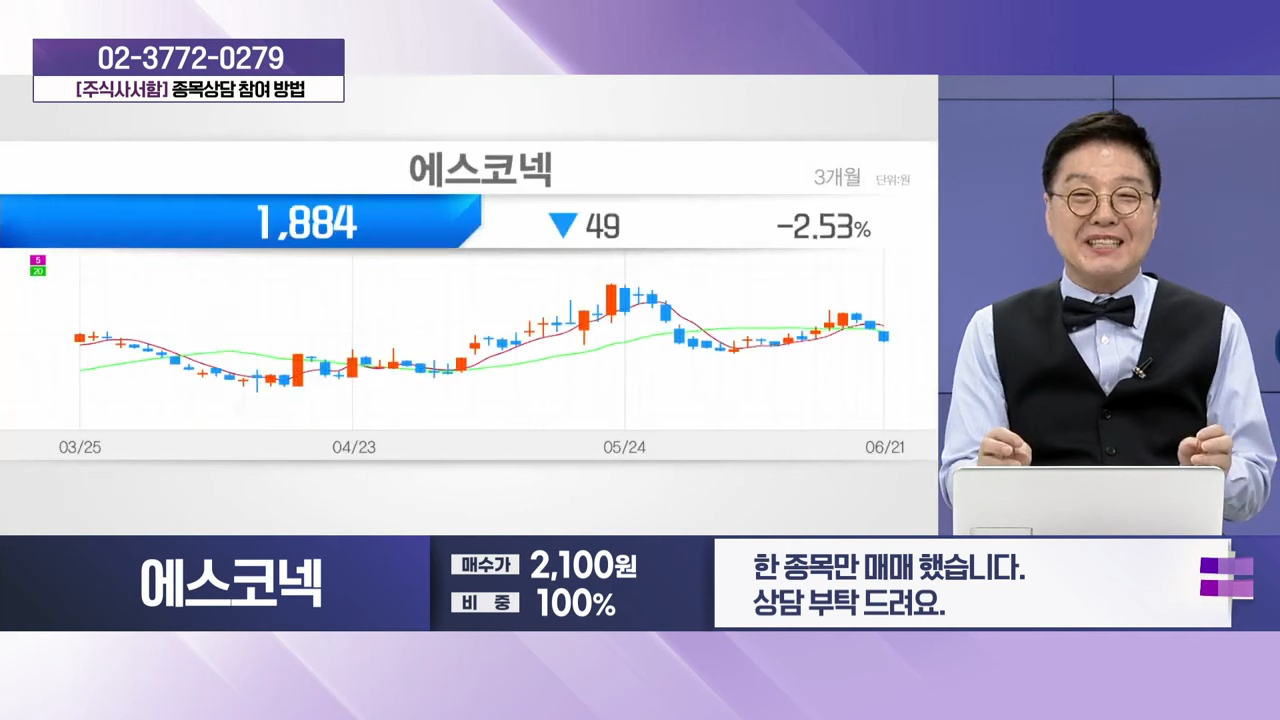 02-3772-0279
[주식사서함] 종목상담 참여 방법
에스코넥
3개월 단위:원
1,884 ▼ 49 -2.53%
5
20
03/25 04/23 05/24 06/21
에스코넥
매수가 2,100원
비 중 100%
한 종목만 매매 했습니다.
상담 부탁 드려요.